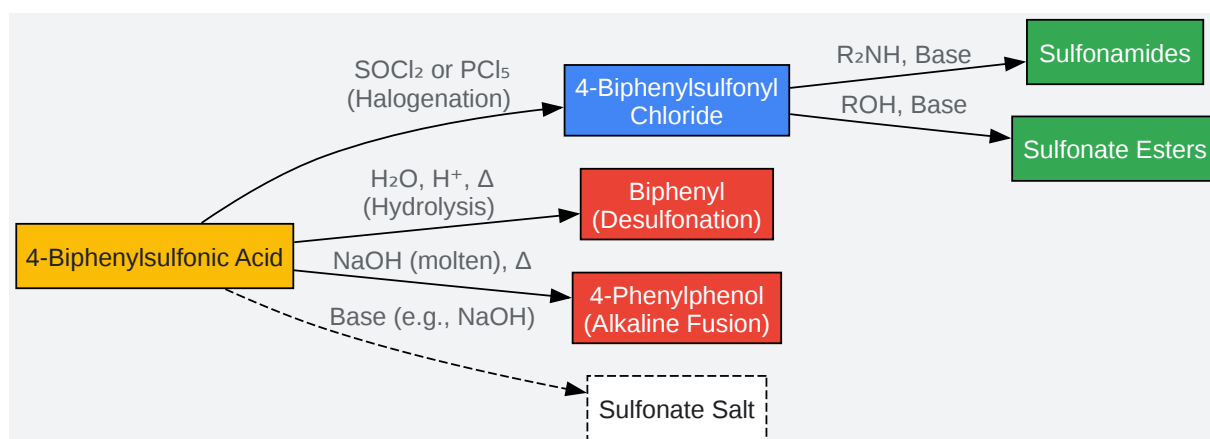 SOCl₂ or PCl₅
(Halogenation)
4-Biphenylsulfonyl
Chloride
R₂NH, Base
ROH, Base
Sulfonamides
Sulfonate Esters
4-Biphenylsulfonic Acid
H₂O, H⁺, Δ
(Hydrolysis)
Biphenyl
(Desulfonation)
NaOH (molten), Δ
4-Phenylphenol
(Alkaline Fusion)
Base (e.g., NaOH)
Sulfonate Salt